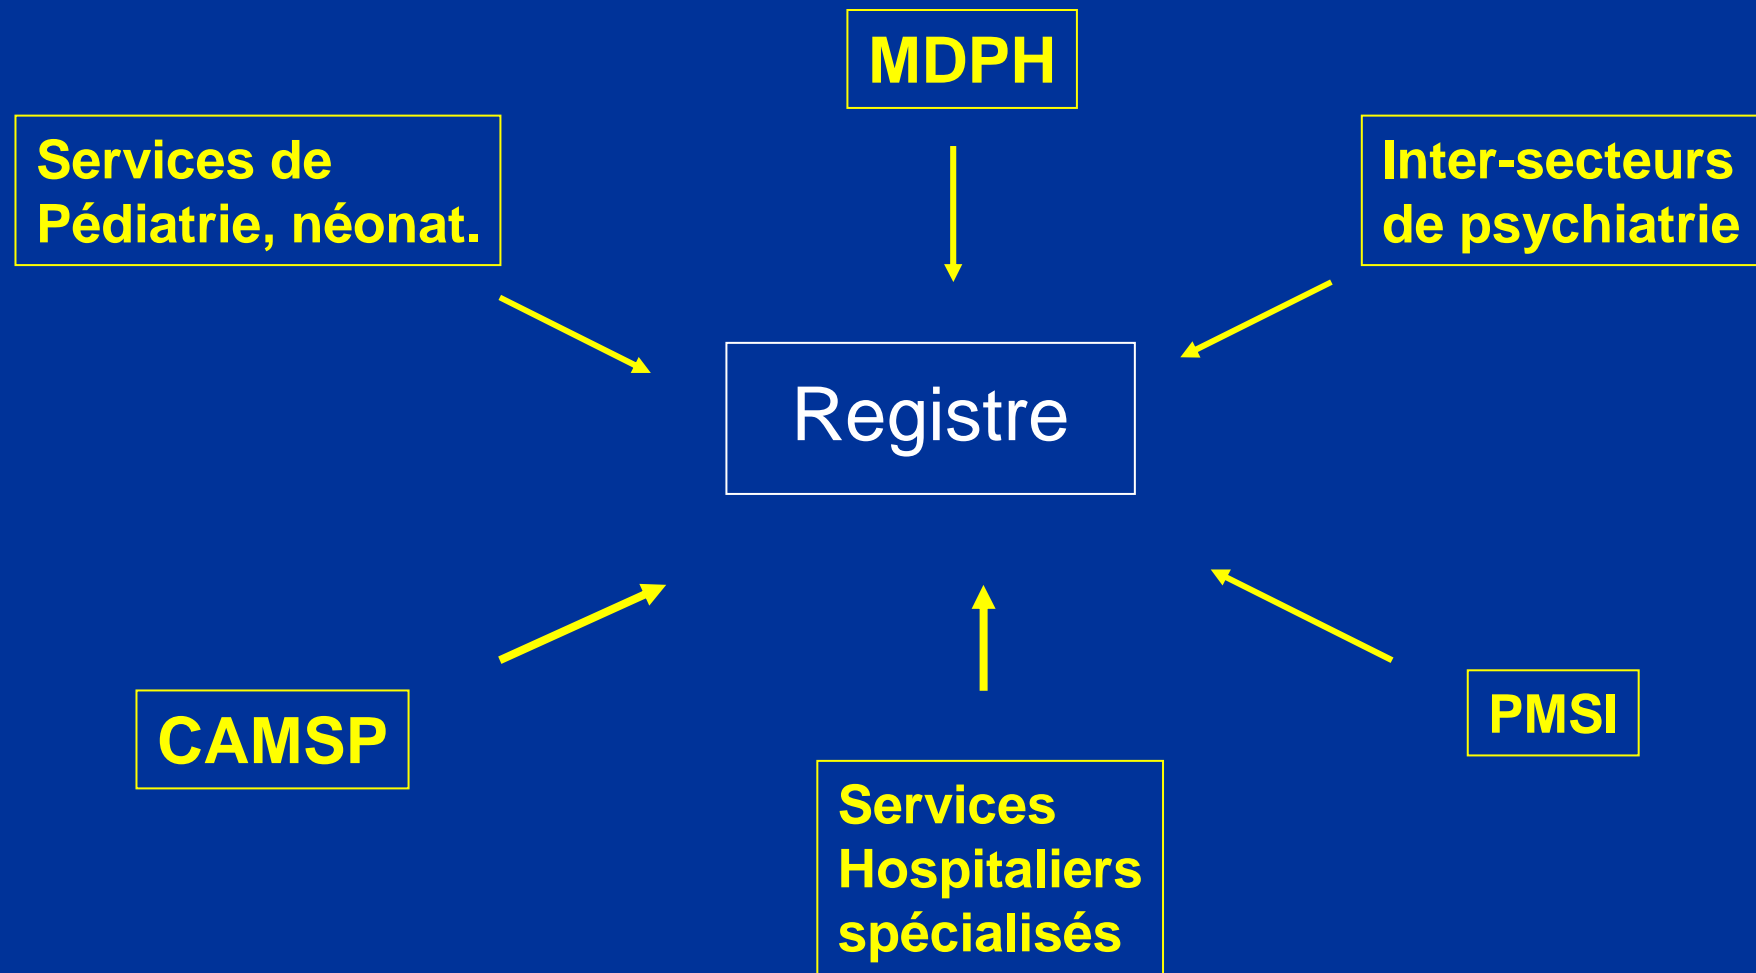 MDPH
Services de
Pédiatrie, néonat.
Inter-secteurs
de psychiatrie
Registre
CAMSP
PMSI
Services
Hospitaliers
spécialisés